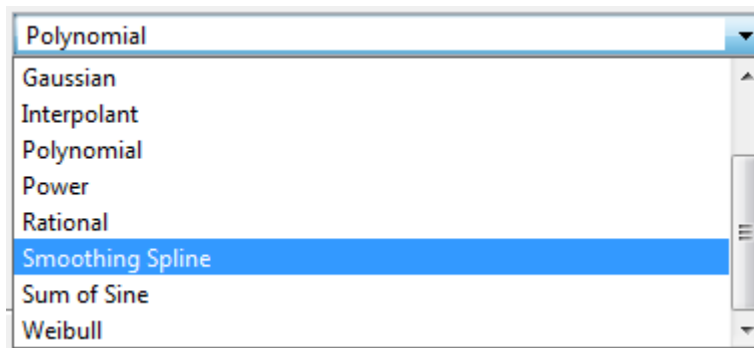 Polynomial
Gaussian
Interpolant
Polynomial
Power
Rational
Smoothing Spline
Sum of Sine
Weibull